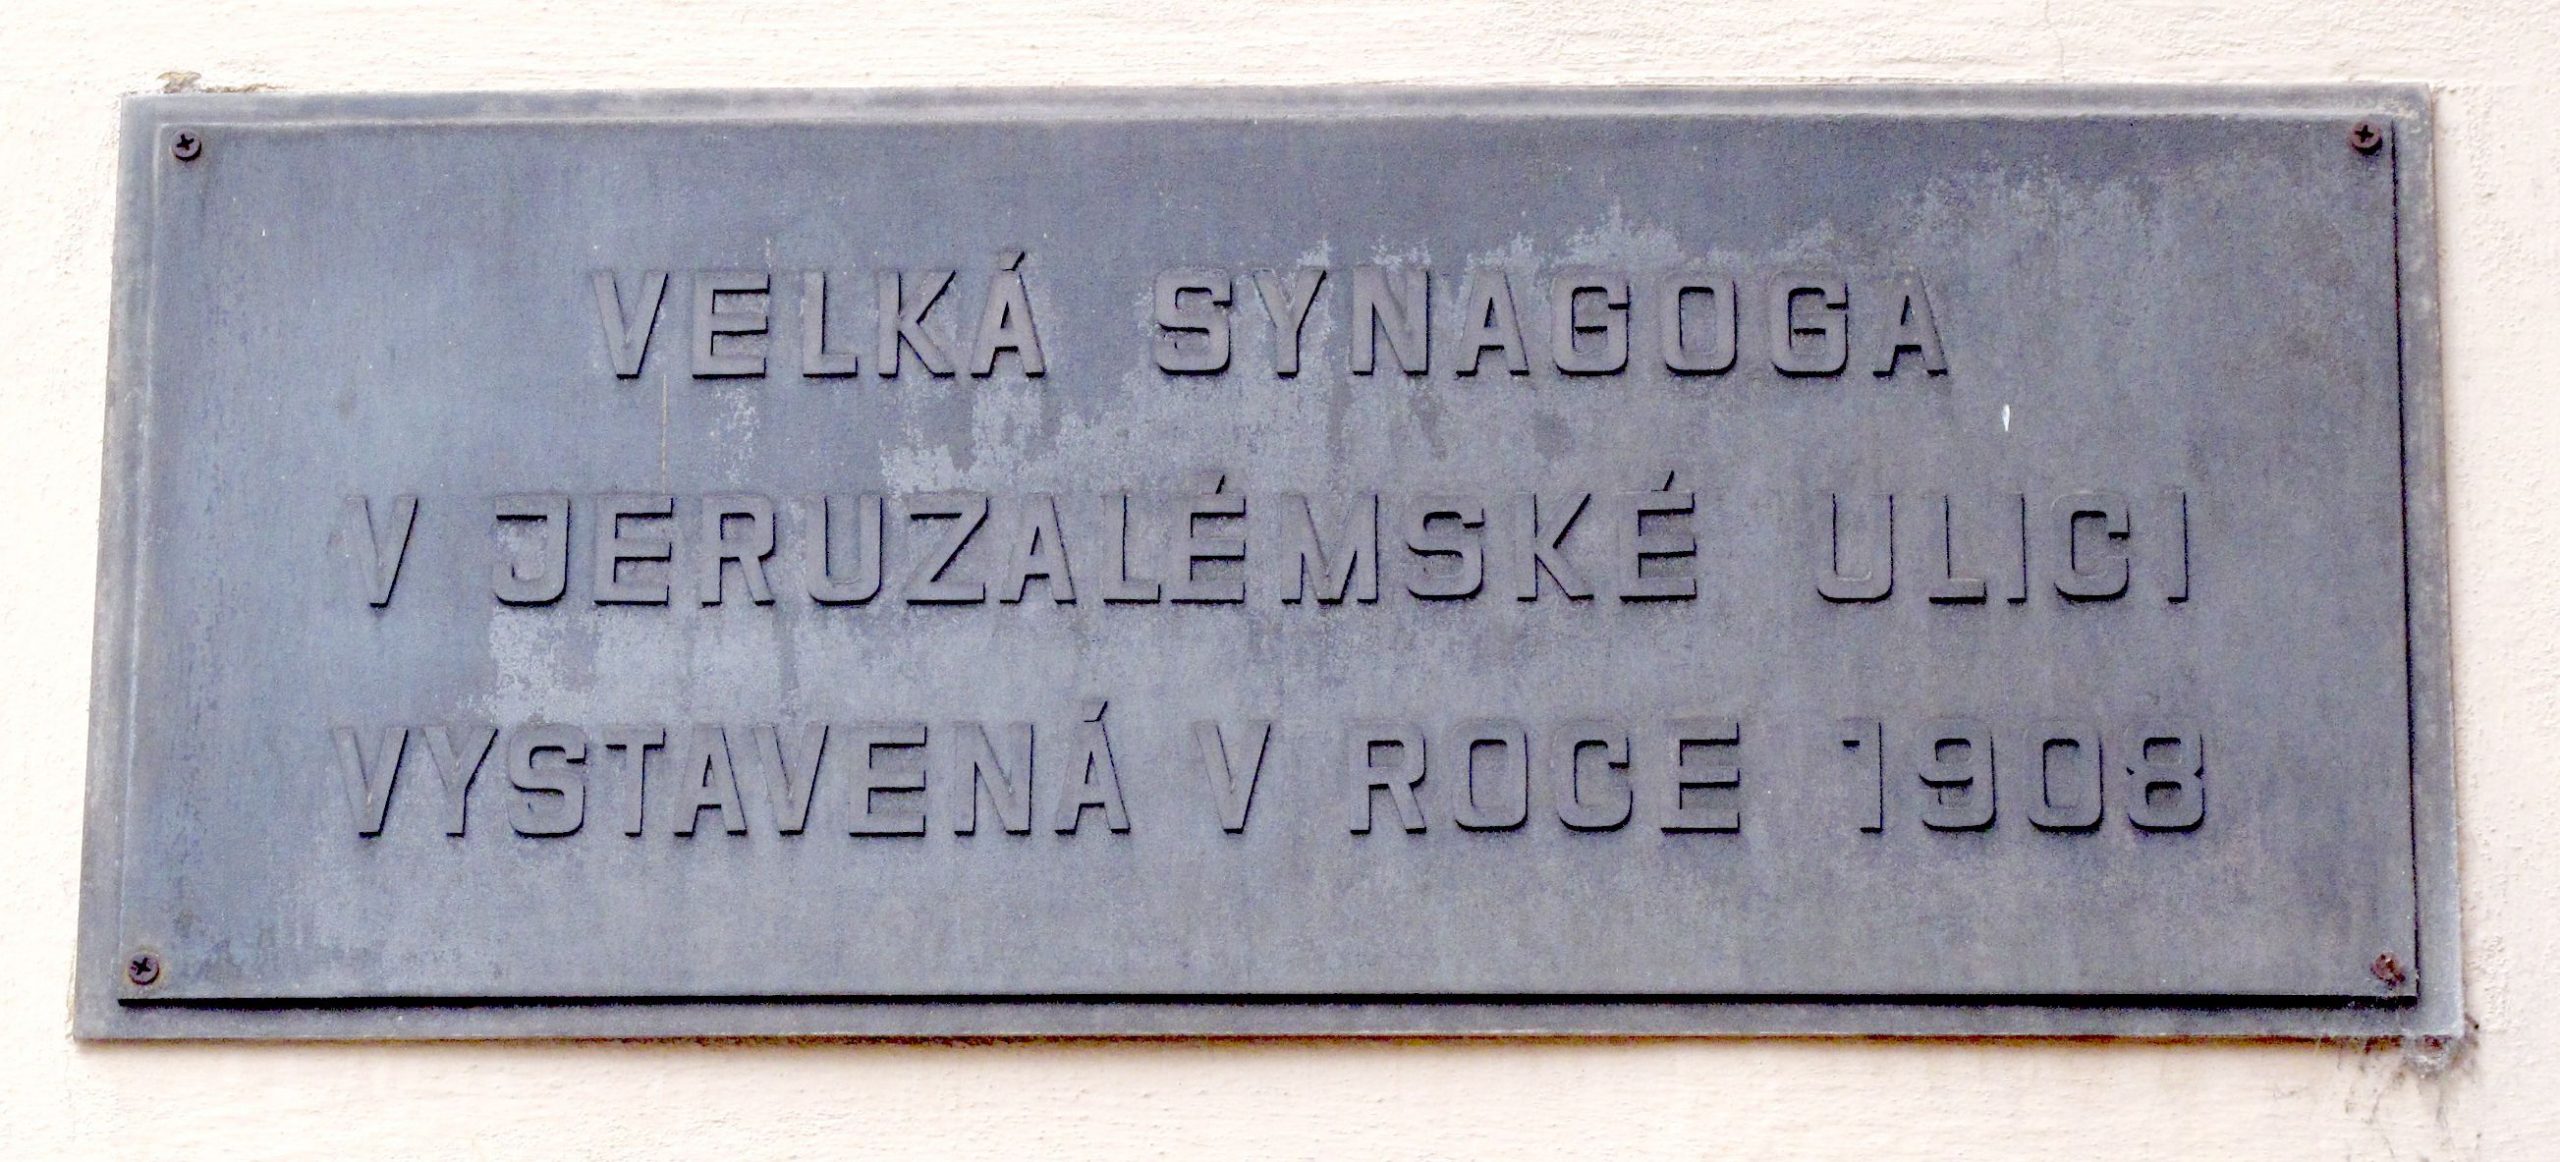 VELKÁ SYNAGOGA
V JERUZALÉMSKÉ ULICI
VYSTAVENÁ V ROCE 1908